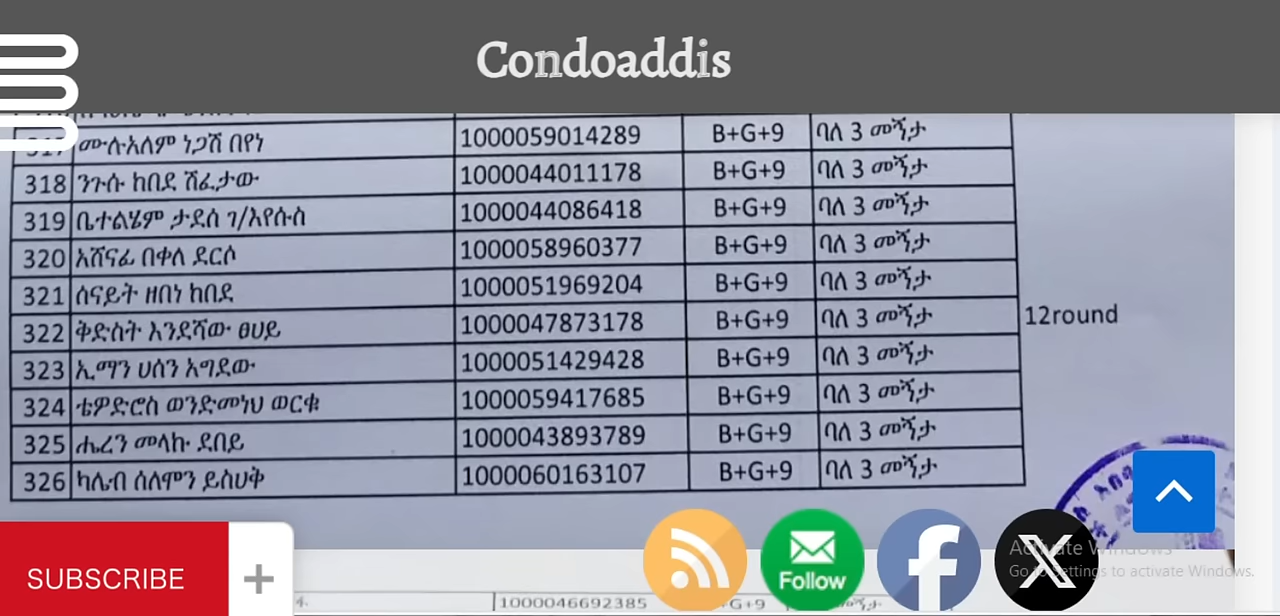 Condoaddis
317 ሙሉአለም ነጋሽ በየነ 1000059014289 B+G+9 ባለ 3 መኝታ
318 ንጉሱ ከበደ ሽፈታው 1000044011178 B+G+9 ባለ 3 መኝታ
319 ቤተልሄም ታደሰ ገ/እየሱስ 1000044086418 B+G+9 ባለ 3 መኝታ
320 አሸናፊ በቀለ ደርሶ 1000058960377 B+G+9 ባለ 3 መኝታ
321 ሰናይት ዘበነ ከበደ 1000051969204 B+G+9 ባለ 3 መኝታ
322 ቅድስት እንደሻው ፀሀይ 1000047873178 B+G+9 ባለ 3 መኝታ
12round
323 ኢማን ሀሰን አግደው 1000051429428 B+G+9 ባለ 3 መኝታ
324 ቴዎድሮስ ወንድመነህ ወርቁ 1000059417685 B+G+9 ባለ 3 መኝታ
325 ሔረን መላኩ ደበይ 1000043893789 B+G+9 ባለ 3 መኝታ
326 ካሌብ ሰለሞን ይስሀቅ 1000060163107 B+G+9 ባለ 3 መኝታ
SUBSCRIBE +
Follow
Activate Windows
Go to Settings to activate Windows.
1000046692385 G+9